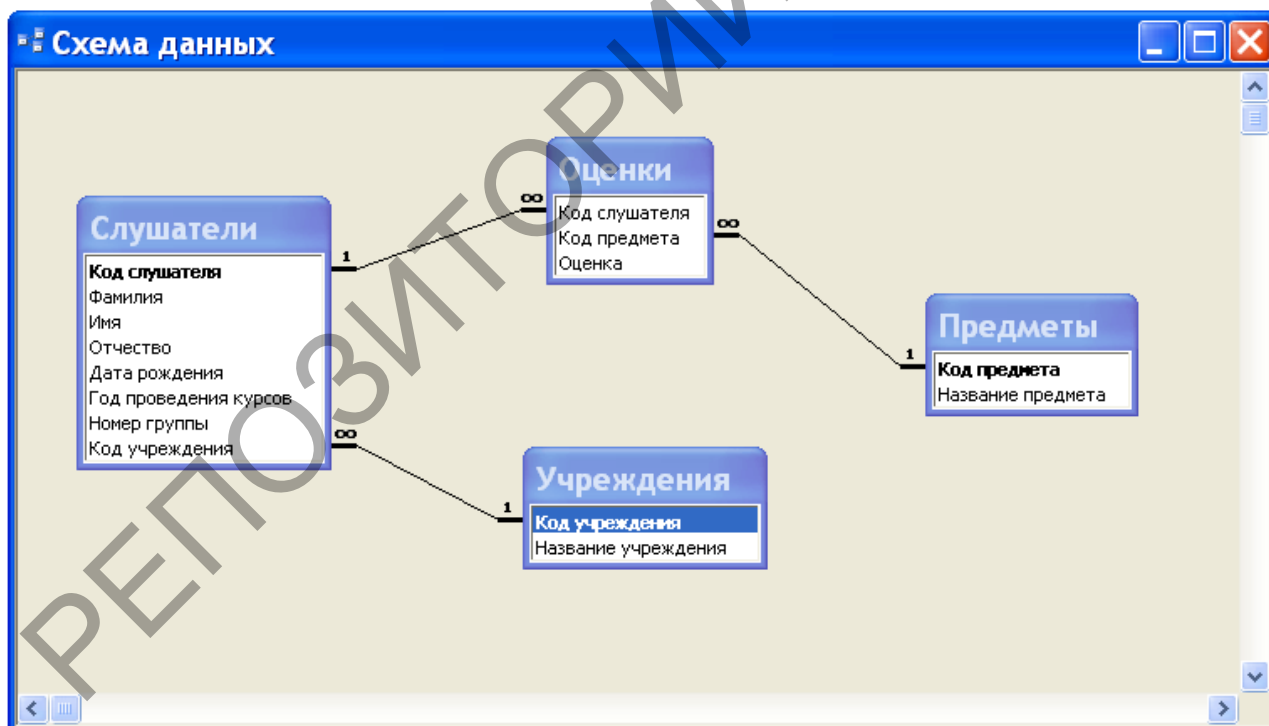 Схема данных
Слушатели
Код слушателя
Фамилия
Имя
Отчество
Дата рождения
Год проведения курсов
Номер группы
Код учреждения
1
∞
∞
Оценки
Код слушателя
Код предмета
Оценка
∞
1
Предметы
Код предмета
Название предмета
1
Учреждения
Код учреждения
Название учреждения
РЕПОЗИТОРИЙ